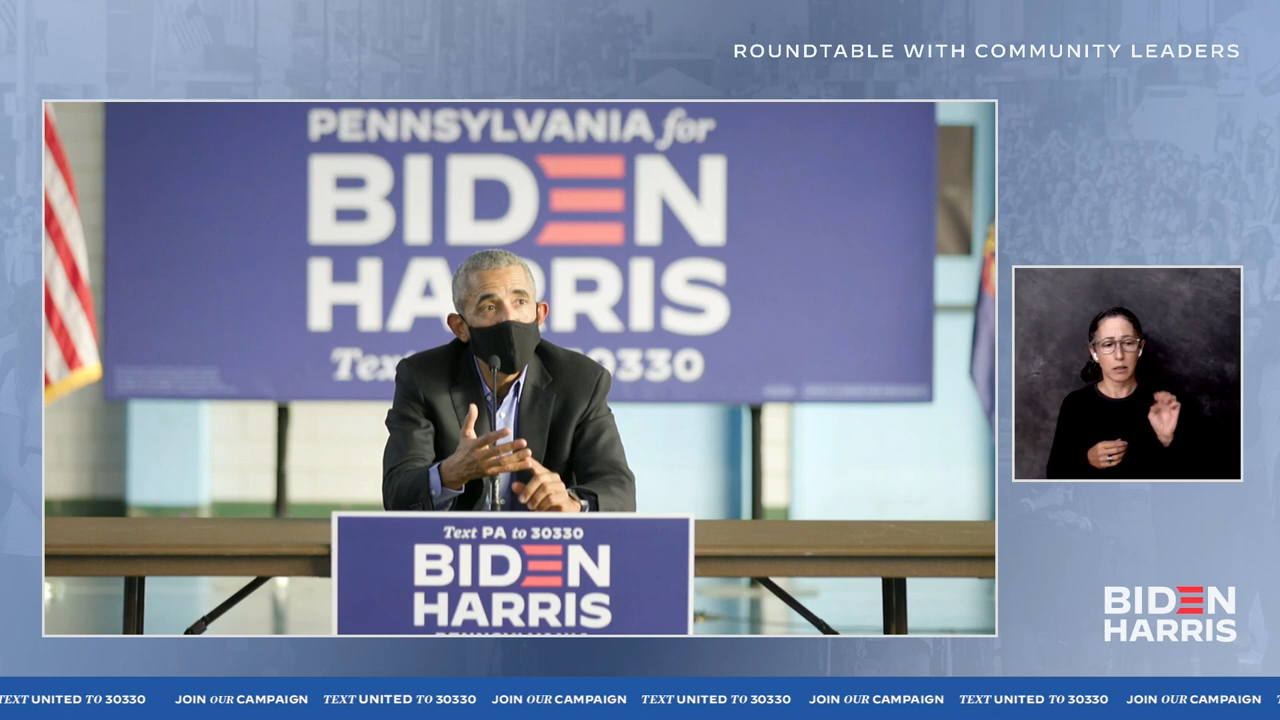 ROUNDTABLE WITH COMMUNITY LEADERS
PENNSYLVANIA for
BIDEN
HARRIS
Text 30330
Text PA to 30330
BIDEN
HARRIS
PENNSYLVANIA
BIDEN
HARRIS
TEXT UNITED TO 30330 JOIN OUR CAMPAIGN TEXT UNITED TO 30330 JOIN OUR CAMPAIGN TEXT UNITED TO 30330 JOIN OUR CAMPAIGN TEXT UNITED TO 30330 JOIN OUR CAMPAIGN